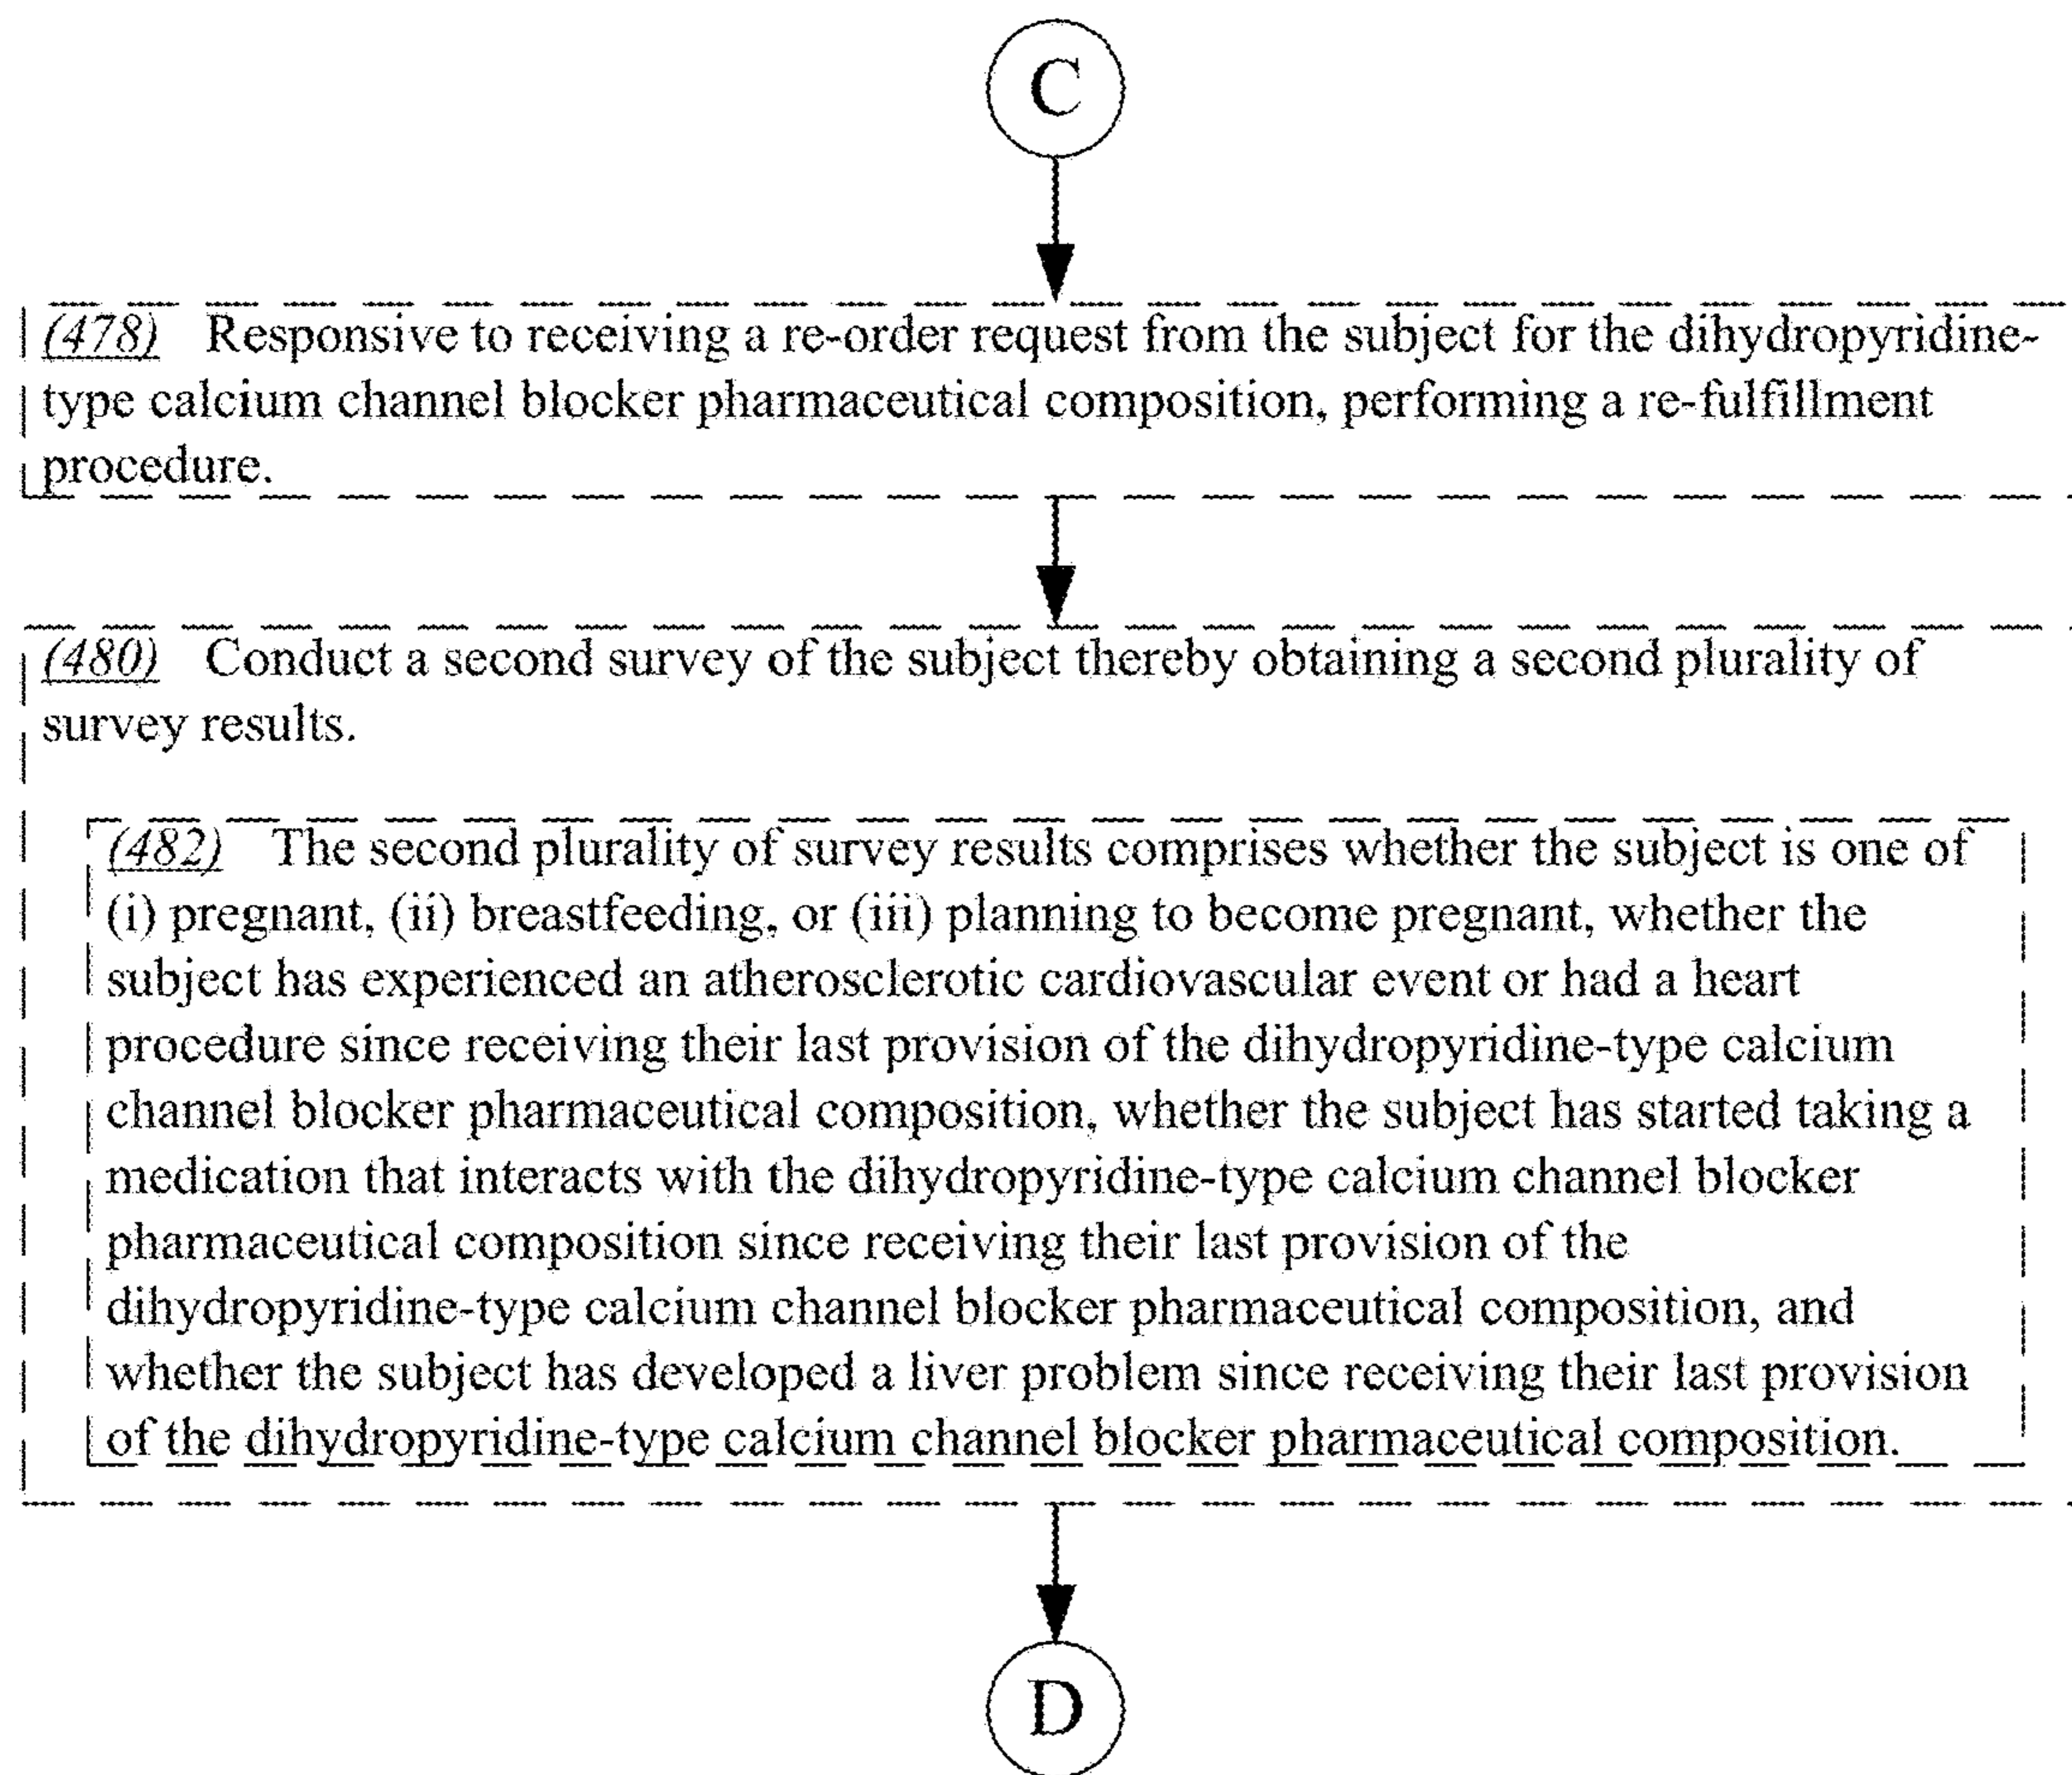 C
(478) Responsive to receiving a re-order request from the subject for the dihydropyridine-
type calcium channel blocker pharmaceutical composition, performing a re-fulfillment
procedure.
(480) Conduct a second survey of the subject thereby obtaining a second plurality of
survey results.
(482) The second plurality of survey results comprises whether the subject is one of
(i) pregnant, (ii) breastfeeding, or (iii) planning to become pregnant, whether the
subject has experienced an atherosclerotic cardiovascular event or had a heart
procedure since receiving their last provision of the dihydropyridine-type calcium
channel blocker pharmaceutical composition, whether the subject has started taking a
medication that interacts with the dihydropyridine-type calcium channel blocker
pharmaceutical composition since receiving their last provision of the
dihydropyridine-type calcium channel blocker pharmaceutical composition, and
whether the subject has developed a liver problem since receiving their last provision
of the dihydropyridine-type calcium channel blocker pharmaceutical composition.
D